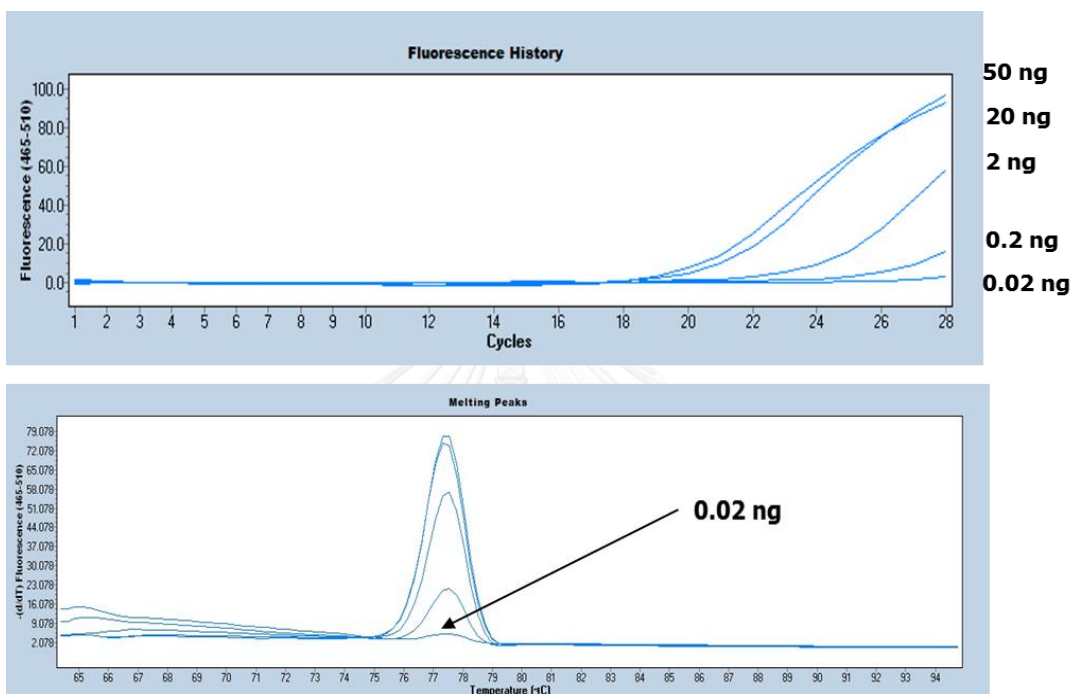 Fluorescence History
Fluorescence (465-510)
100.0
80.0
60.0
40.0
20.0
0.0
1 2 3 4 5 6 7 8 9 10 12 14 16 18 20 22 24 26 28
Cycles
50 ng
20 ng
2 ng
0.2 ng
0.02 ng
Melting Peaks
-(d/dT) Fluorescence (465-510)
79.078
72.078
65.078
58.078
51.078
44.078
37.078
30.078
23.078
16.078
9.078
2.078
0.02 ng
65 66 67 68 69 70 71 72 73 74 75 76 77 78 79 80 81 82 83 84 85 86 87 88 89 90 91 92 93 94
Temperature